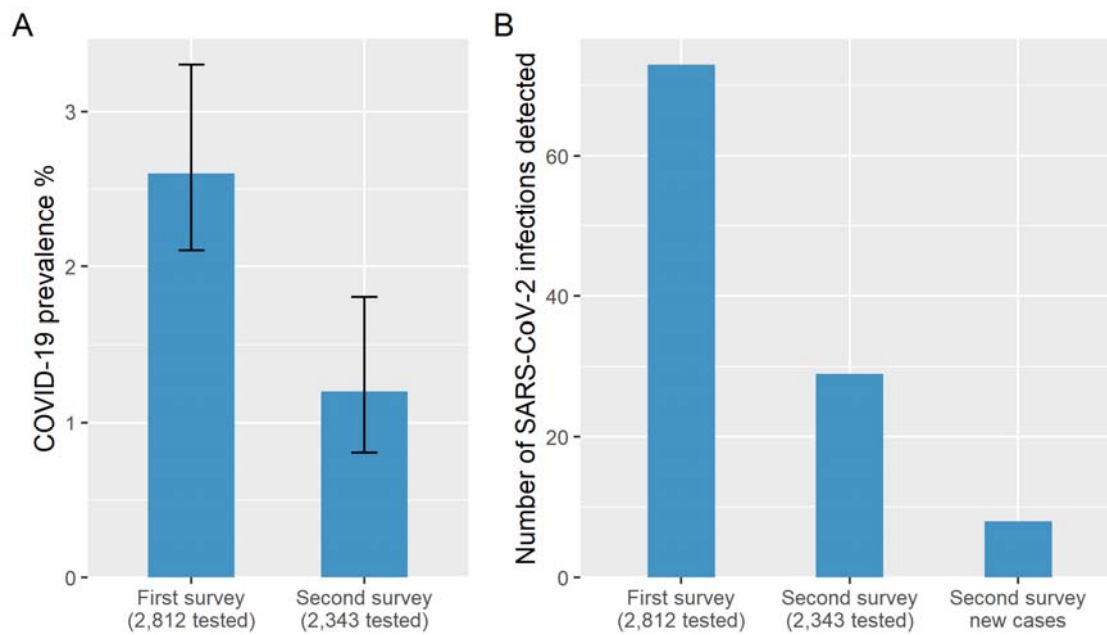 A
COVID-19 prevalence %
3
2
1
0
First survey
(2,812 tested)
Second survey
(2,343 tested)
B
Number of SARS-CoV-2 infections detected
60
40
20
0
First survey
(2,812 tested)
Second survey
(2,343 tested)
Second survey
new cases